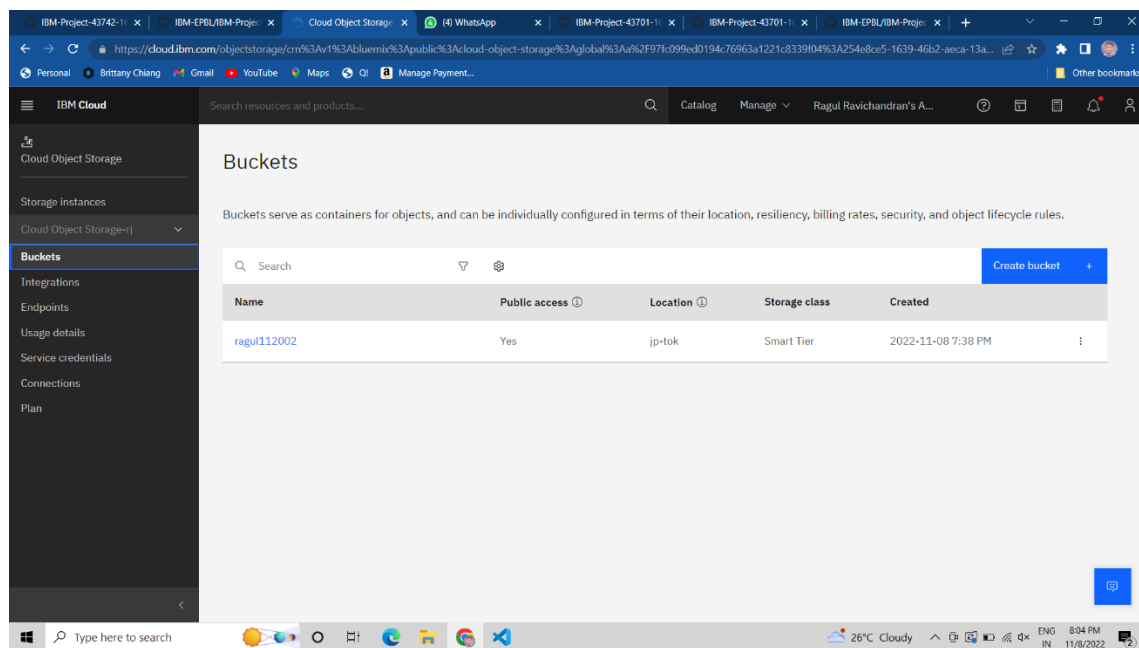 IBM-Project-43742-16
IBM-EPBL/IBM-Projec
Cloud Object Storage
(4) WhatsApp
IBM-Project-43701-16
IBM-Project-43701-16
IBM-EPBL/IBM-Projec
https://cloud.ibm.com/objectstorage/crn%3Av1%3Abluemix%3Apublic%3Acloud-object-storage%3Aglobal%3Aa%2F97fc099ed0194c76963a1221c8339f04%3A254e8ce5-1639-46b2-aeca-13a...
Personal Brittany Chiang Gmail YouTube Maps Q! Manage Payment... Other bookmarks
IBM Cloud
Search resources and products...
Catalog Manage Ragul Ravichandran's A...
Cloud Object Storage
Storage instances
Cloud Object Storage-rj
Buckets
Integrations
Endpoints
Usage details
Service credentials
Connections
Plan
Buckets
Buckets serve as containers for objects, and can be individually configured in terms of their location, resiliency, billing rates, security, and object lifecycle rules.
Search
Create bucket +
Name Public access Location Storage class Created
ragul112002 Yes jp-tok Smart Tier 2022-11-08 7:38 PM
Type here to search
26°C Cloudy
ENG
IN
8:04 PM
11/8/2022
2